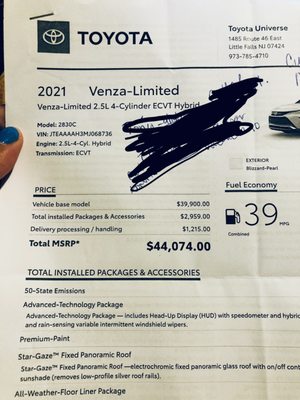 TOYOTA
Toyota Universe
1485 Route 46 East
Little Falls NJ 07424
973-785-4710
2021 Venza-Limited
Venza-Limited 2.5L 4-Cylinder ECVT Hybrid
Model: 2830C
VIN: JTEAAAAH3MJ068736
Engine: 2.5L-4-Cyl. Hybrid
Transmission: ECVT
EXTERIOR
Blizzard-Pearl
PRICE
Vehicle base model $39,900.00
Total installed Packages & Accessories $2,959.00
Delivery processing / handling $1,215.00
Total MSRP* $44,074.00
Fuel Economy
39 MPG
Combined
TOTAL INSTALLED PACKAGES & ACCESSORIES
50-State Emissions
Advanced-Technology Package
Advanced-Technology Package — includes Head-Up Display (HUD) with speedometer and hybri
and rain-sensing variable intermittent windshield wipers.
Premium-Paint
Star-Gaze™ Fixed Panoramic Roof
Star-Gaze™ Fixed Panoramic Roof —electrochromic fixed panoramic glass roof with on/off cont
sunshade (removes low-profile silver roof rails).
All-Weather-Floor Liner Package